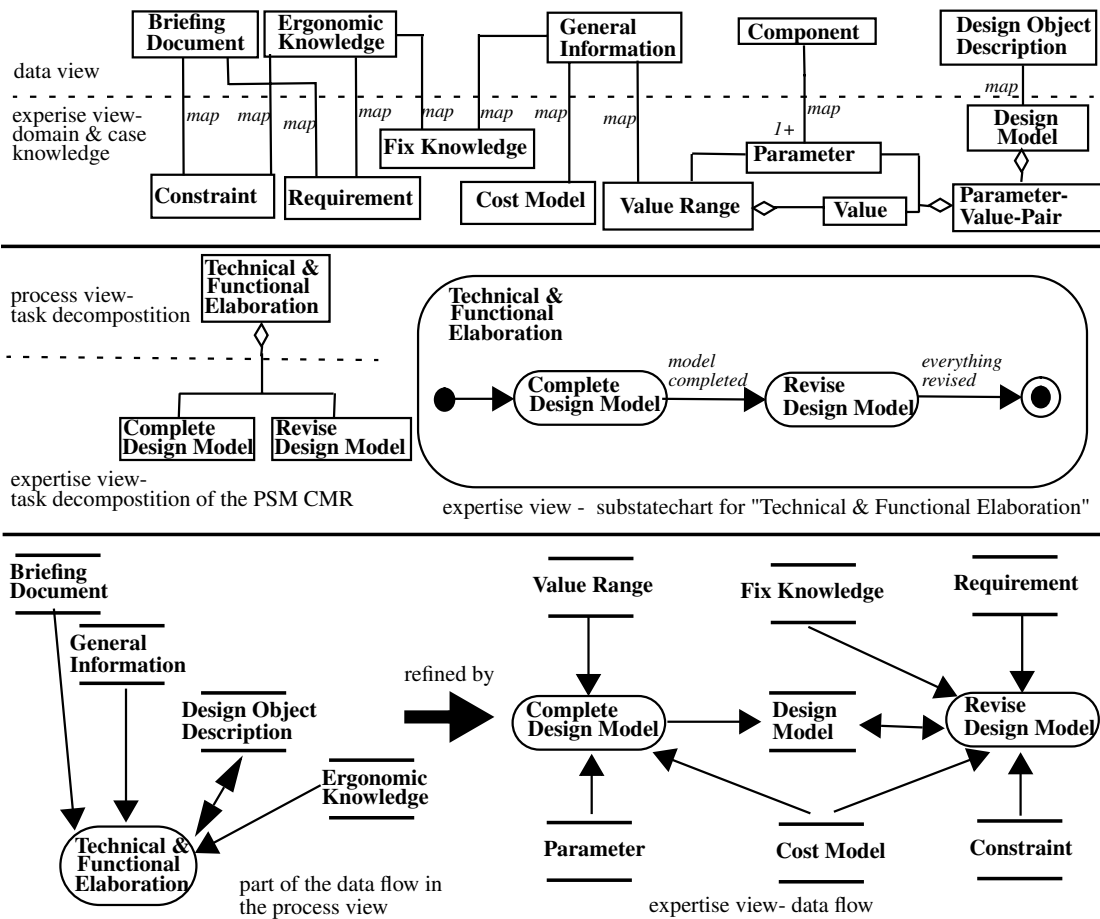 Briefing
Document
Ergonomic
Knowledge
General
Information
Component
Design Object
Description
data view
map
map
map
map
map
map
map
map
map
experise view-
domain & case
knowledge
Fix Knowledge
1+
Parameter
Design
Model
Constraint
Requirement
Cost Model
Value Range
Value
Parameter-
Value-Pair
process view-
task decompostition
Technical &
Functional
Elaboration
Complete
Design Model
Revise
Design Model
expertise view-
task decompostition of the PSM CMR
Technical &
Functional
Elaboration
Complete
Design Model
model
completed
Revise
Design Model
everything
revised
expertise view - substatechart for "Technical & Functional Elaboration"
Briefing
Document
General
Information
Design Object
Description
Ergonomic
Knowledge
Technical &
Functional
Elaboration
part of the data flow in
the process view
refined by
Value Range
Fix Knowledge
Requirement
Complete
Design Model
Design
Model
Revise
Design Model
Parameter
Cost Model
Constraint
expertise view- data flow